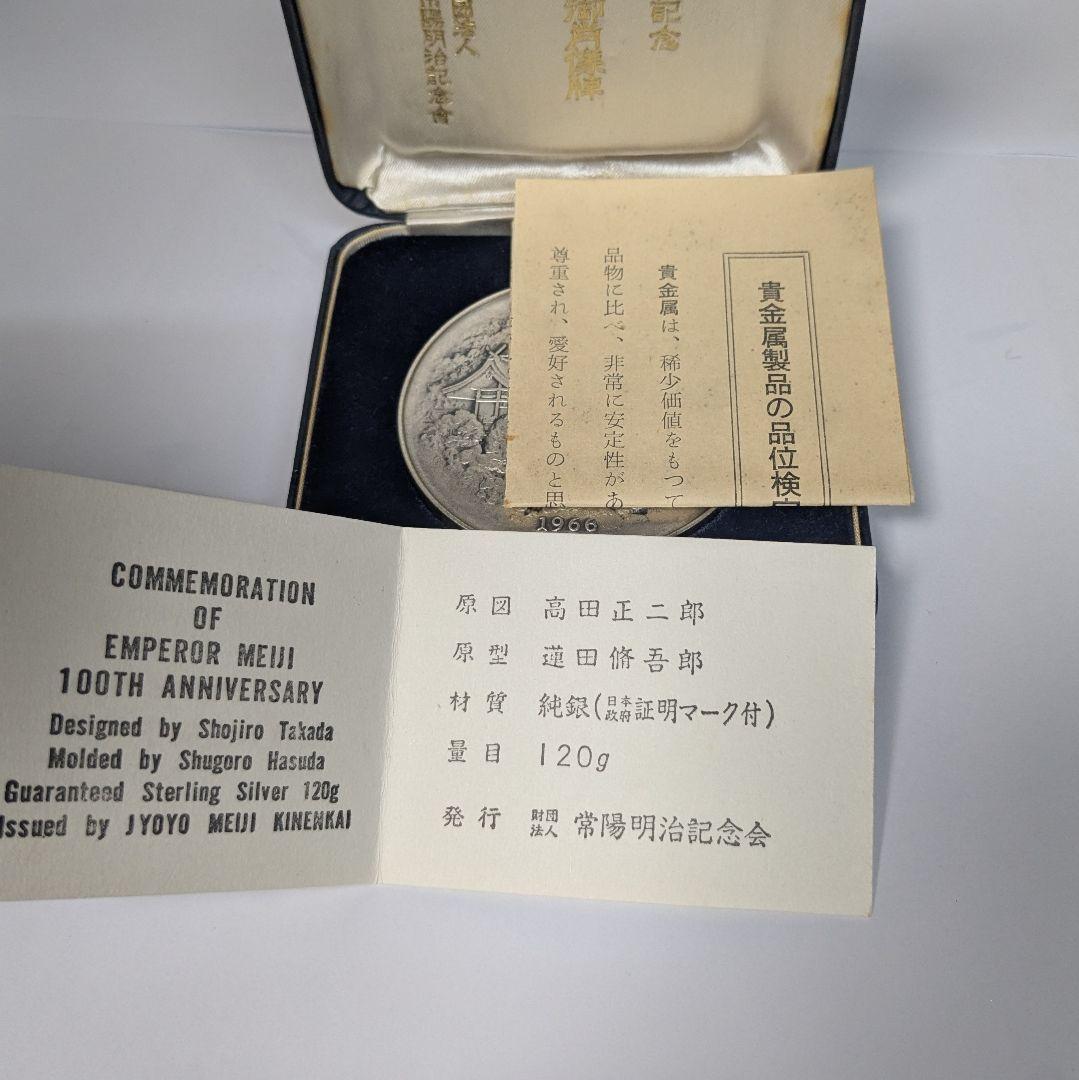 記念
御肖像牌
財団法人
常陽明治記念會
貴金属製品の品位検定
貴金属は、稀少価値をもつて
品物に比べ、非常に安定性があ
尊重され、愛好されるものと思
1966
COMMEMORATION
OF
EMPEROR MEIJI
100TH ANNIVERSARY
Designed by Shojiro Takada
Molded by Shugoro Hasuda
Guaranteed Sterling Silver 120g
Issued by JYOYO MEIJI KINENKAI
原図 高田正二郎
原型 蓮田脩吾郎
材質 純銀(日本政府証明マーク付)
量目 120g
発行 財団法人 常陽明治記念会